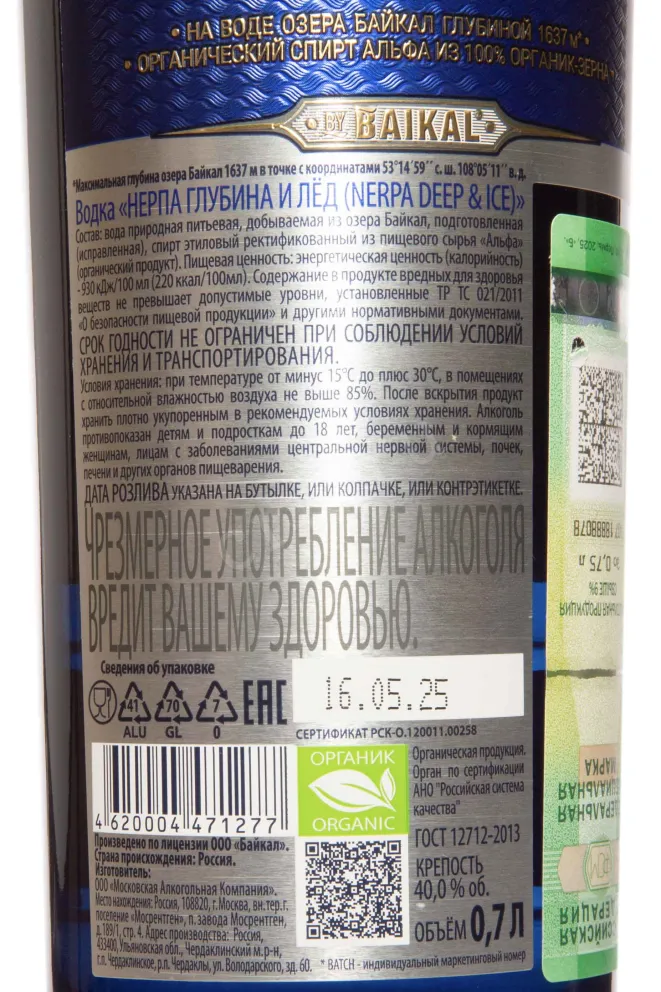 • НА ВОДЕ ОЗЕРА БАЙКАЛ ГЛУБИНОЙ 1637 м* •
• ОРГАНИЧЕСКИЙ СПИРТ АЛЬФА ИЗ 100% ОРГАНИК-ЗЕРНА •
• BY BAIKAL •
*Максимальная глубина озера Байкал 1637 м в точке с координатами 53°14´59´´ с. ш. 108°05´11´´ в. д.
Водка «НЕРПА ГЛУБИНА И ЛЁД (NERPA DEEP & ICE)»
Состав: вода природная питьевая, добываемая из озера Байкал, подготовленная
(исправленная), спирт этиловый ректификованный из пищевого сырья «Альфа»
(органический продукт). Пищевая ценность: энергетическая ценность (калорийность)
- 930 кДж/100 мл (220 ккал/100мл). Содержание в продукте вредных для здоровья
веществ не превышает допустимые уровни, установленные ТР ТС 021/2011
«О безопасности пищевой продукции» и другими нормативными документами.
СРОК ГОДНОСТИ НЕ ОГРАНИЧЕН ПРИ СОБЛЮДЕНИИ УСЛОВИЙ
ХРАНЕНИЯ И ТРАНСПОРТИРОВАНИЯ.
Условия хранения: при температуре от минус 15°С до плюс 30°С, в помещениях
с относительной влажностью воздуха не выше 85%. После вскрытия продукт
хранить плотно укупоренным в рекомендуемых условиях хранения. Алкоголь
противопоказан детям и подросткам до 18 лет, беременным и кормящим
женщинам, лицам с заболеваниями центральной нервной системы, почек,
печени и других органов пищеварения.
ДАТА РОЗЛИВА УКАЗАНА НА БУТЫЛКЕ, ИЛИ КОЛПАЧКЕ, ИЛИ КОНТРЭТИКЕТКЕ.
ЧРЕЗМЕРНОЕ УПОТРЕБЛЕНИЕ АЛКОГОЛЯ
ВРЕДИТ ВАШЕМУ ЗДОРОВЬЮ.
Сведения об упаковке
41 70 7
ALU GL 0
EAC
16.05.25
СЕРТИФИКАТ РСК-О.120011.00258
ОРГАНИК
ORGANIC
Органическая продукция.
Орган по сертификации
АНО "Российская система
качества"
ГОСТ 12712-2013
КРЕПОСТЬ
40,0 % об.
ОБЪЁМ 0,7 Л
4 620004 471277
Произведено по лицензии ООО «Байкал».
Страна происхождения: Россия.
Изготовитель:
ООО «Московская Алкогольная Компания».
Место нахождения: Россия, 108820, г.Москва, вн.тер.г.
поселение «Мосрентген», п. завода Мосрентген,
д.189/1, стр. 4. Адрес производства: Россия,
433400, Ульяновская обл., Чердаклинский м.р-н,
с.п. Чердаклинское, р.п. Чердаклы, ул. Володарского, зд. 60.
* BATCH - индивидуальный маркетинговый номер
до 0,75 л
СВЫШЕ 9%
ПРОДУКЦИЯ
МАРКА